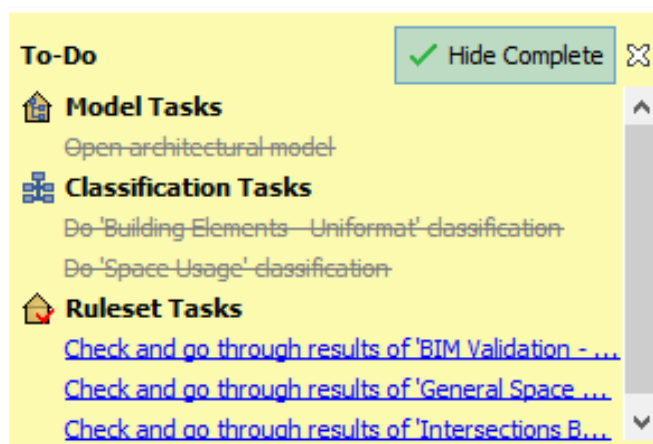 To-Do
Hide Complete
Model Tasks
Open architectural model
Classification Tasks
Do 'Building Elements - Uniformat' classification
Do 'Space Usage' classification
Ruleset Tasks
Check and go through results of 'BIM Validation - ...
Check and go through results of 'General Space ...
Check and go through results of 'Intersections B...